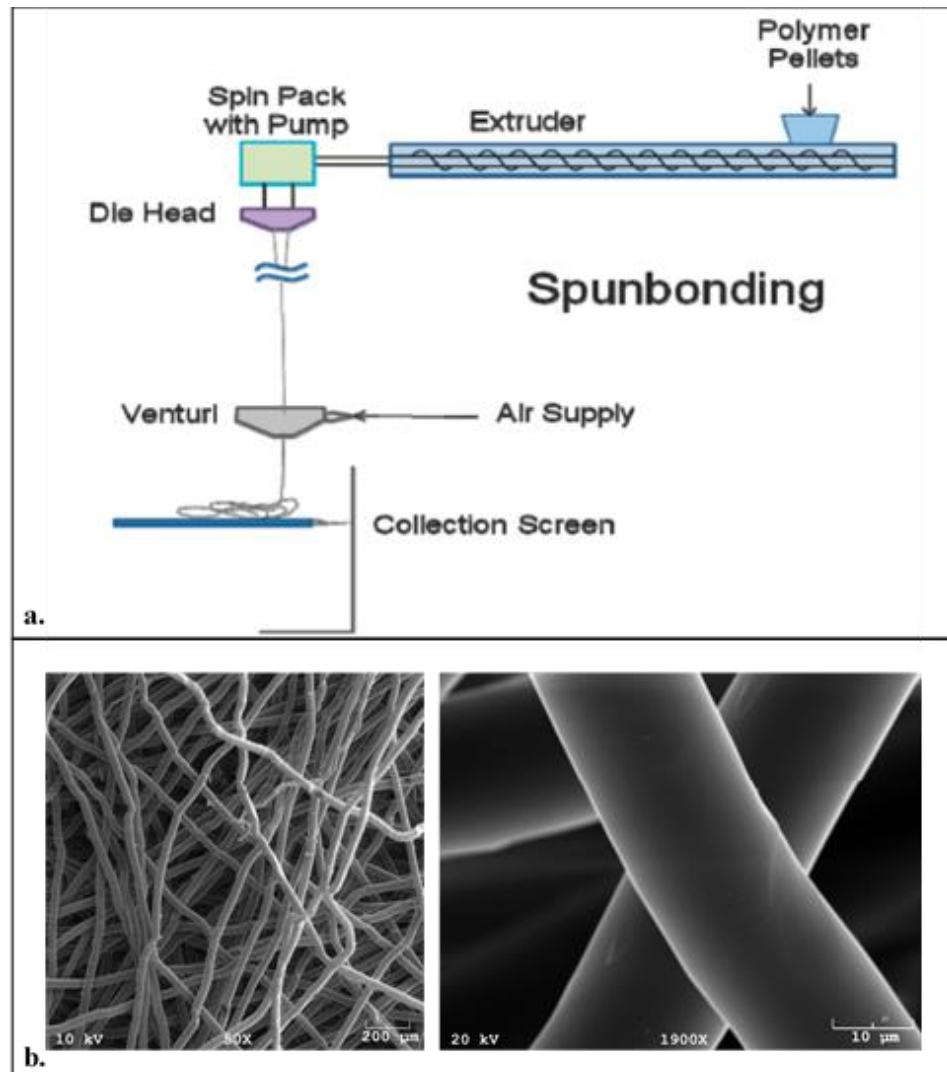 Polymer
Pellets
Spin Pack
with Pump
Extruder
Die Head
Spunbonding
Venturi
Air Supply
Collection Screen
a.
10 kV 50X 200 µm
20 kV 1900X 10 µm
b.